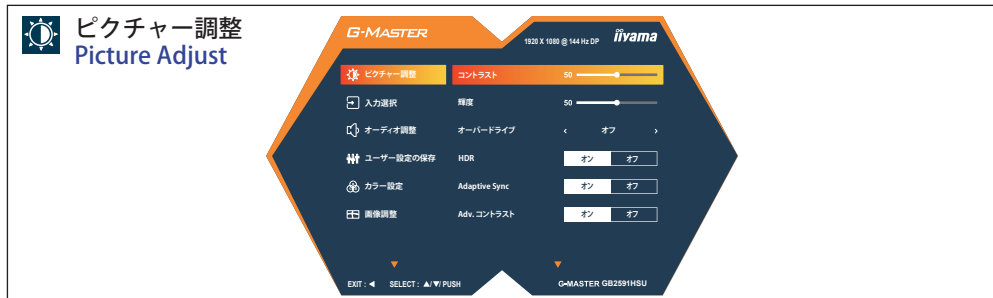 ピクチャー調整
Picture Adjust
G-MASTER
1920 X 1080 @ 144 Hz DP
iiyama
ピクチャー調整 コントラスト 50
入力選択 輝度 50
オーディオ調整 オーバードライブ ‹ オフ ›
ユーザー設定の保存 HDR オン オフ
カラー設定 Adaptive Sync オン オフ
画像調整 Adv. コントラスト オン オフ
EXIT : ◀ SELECT : ▲/▼/ PUSH G-MASTER GB2591HSU